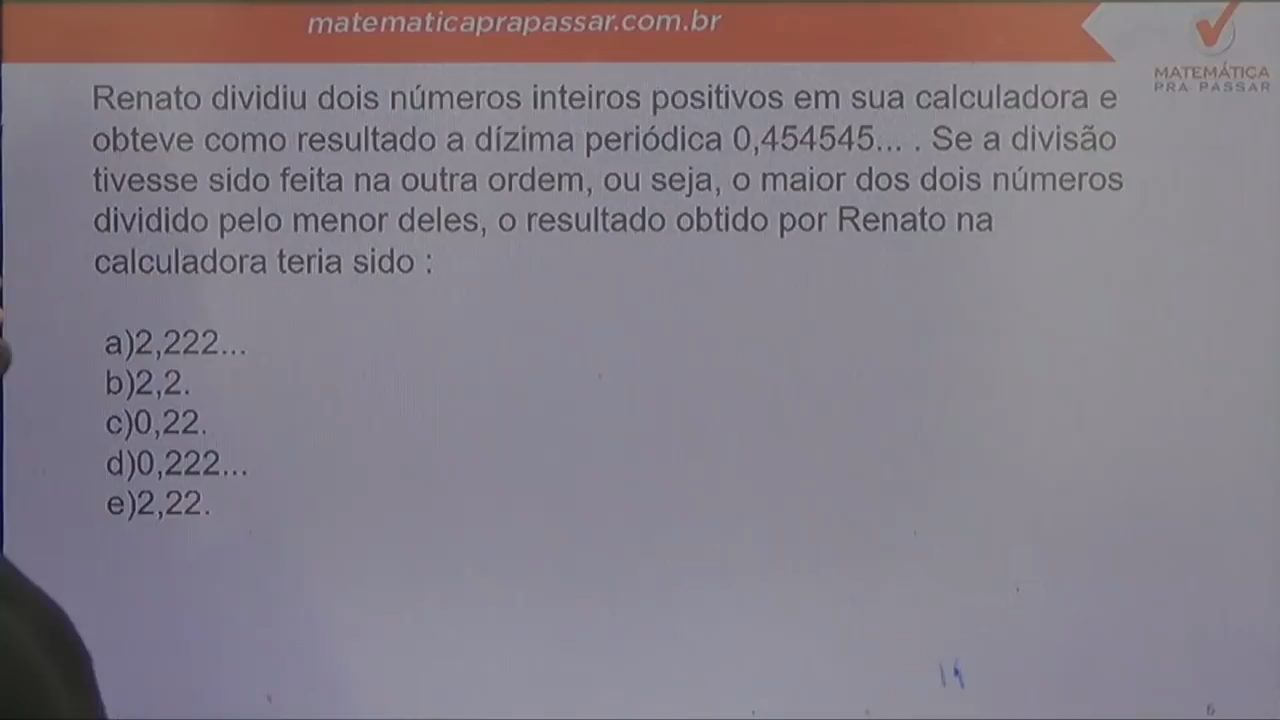 matematicaprapassar.com.br
MATEMÁTICA
PRA PASSAR
Renato dividiu dois números inteiros positivos em sua calculadora e
obteve como resultado a dízima periódica 0,454545... . Se a divisão
tivesse sido feita na outra ordem, ou seja, o maior dos dois números
dividido pelo menor deles, o resultado obtido por Renato na
calculadora teria sido :
a)2,222...
b)2,2.
c)0,22.
d)0,222...
e)2,22.
6